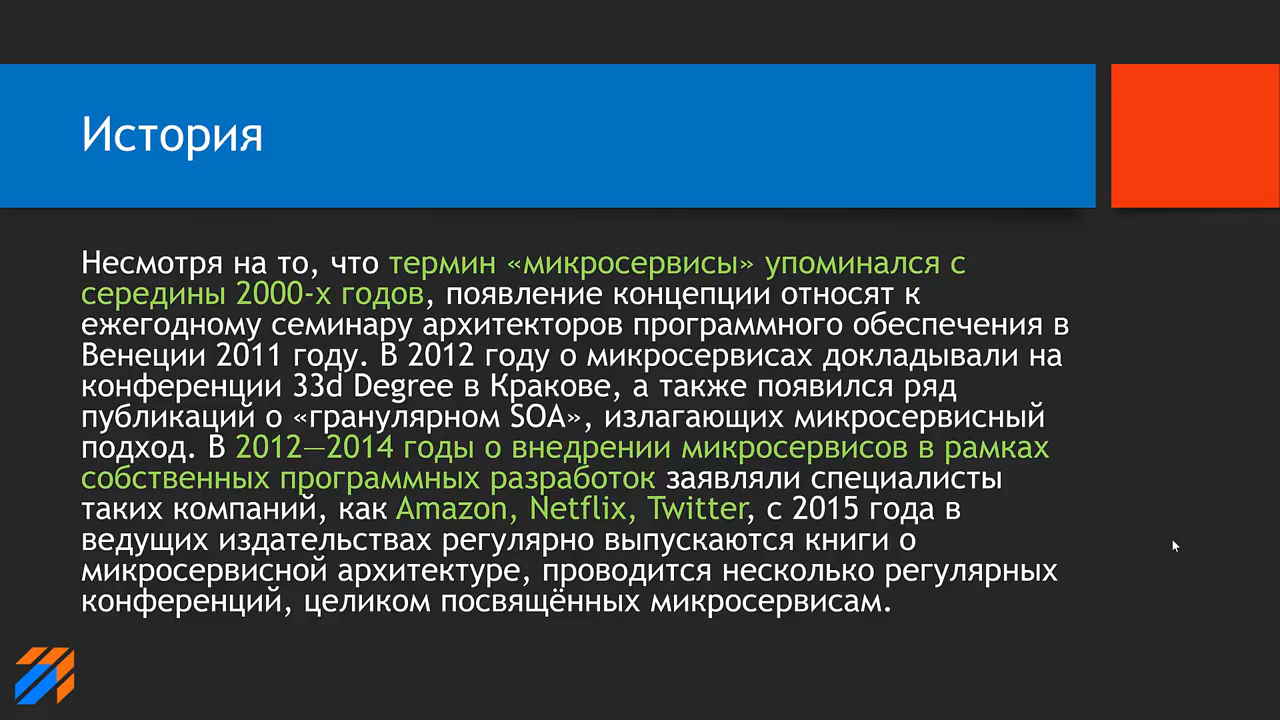 История
Несмотря на то, что термин «микросервисы» упоминался с
середины 2000-х годов, появление концепции относят к
ежегодному семинару архитекторов программного обеспечения в
Венеции 2011 году. В 2012 году о микросервисах докладывали на
конференции 33d Degree в Кракове, а также появился ряд
публикаций о «гранулярном SOA», излагающих микросервисный
подход. В 2012—2014 годы о внедрении микросервисов в рамках
собственных программных разработок заявляли специалисты
таких компаний, как Amazon, Netflix, Twitter, с 2015 года в
ведущих издательствах регулярно выпускаются книги о
микросервисной архитектуре, проводится несколько регулярных
конференций, целиком посвящённых микросервисам.